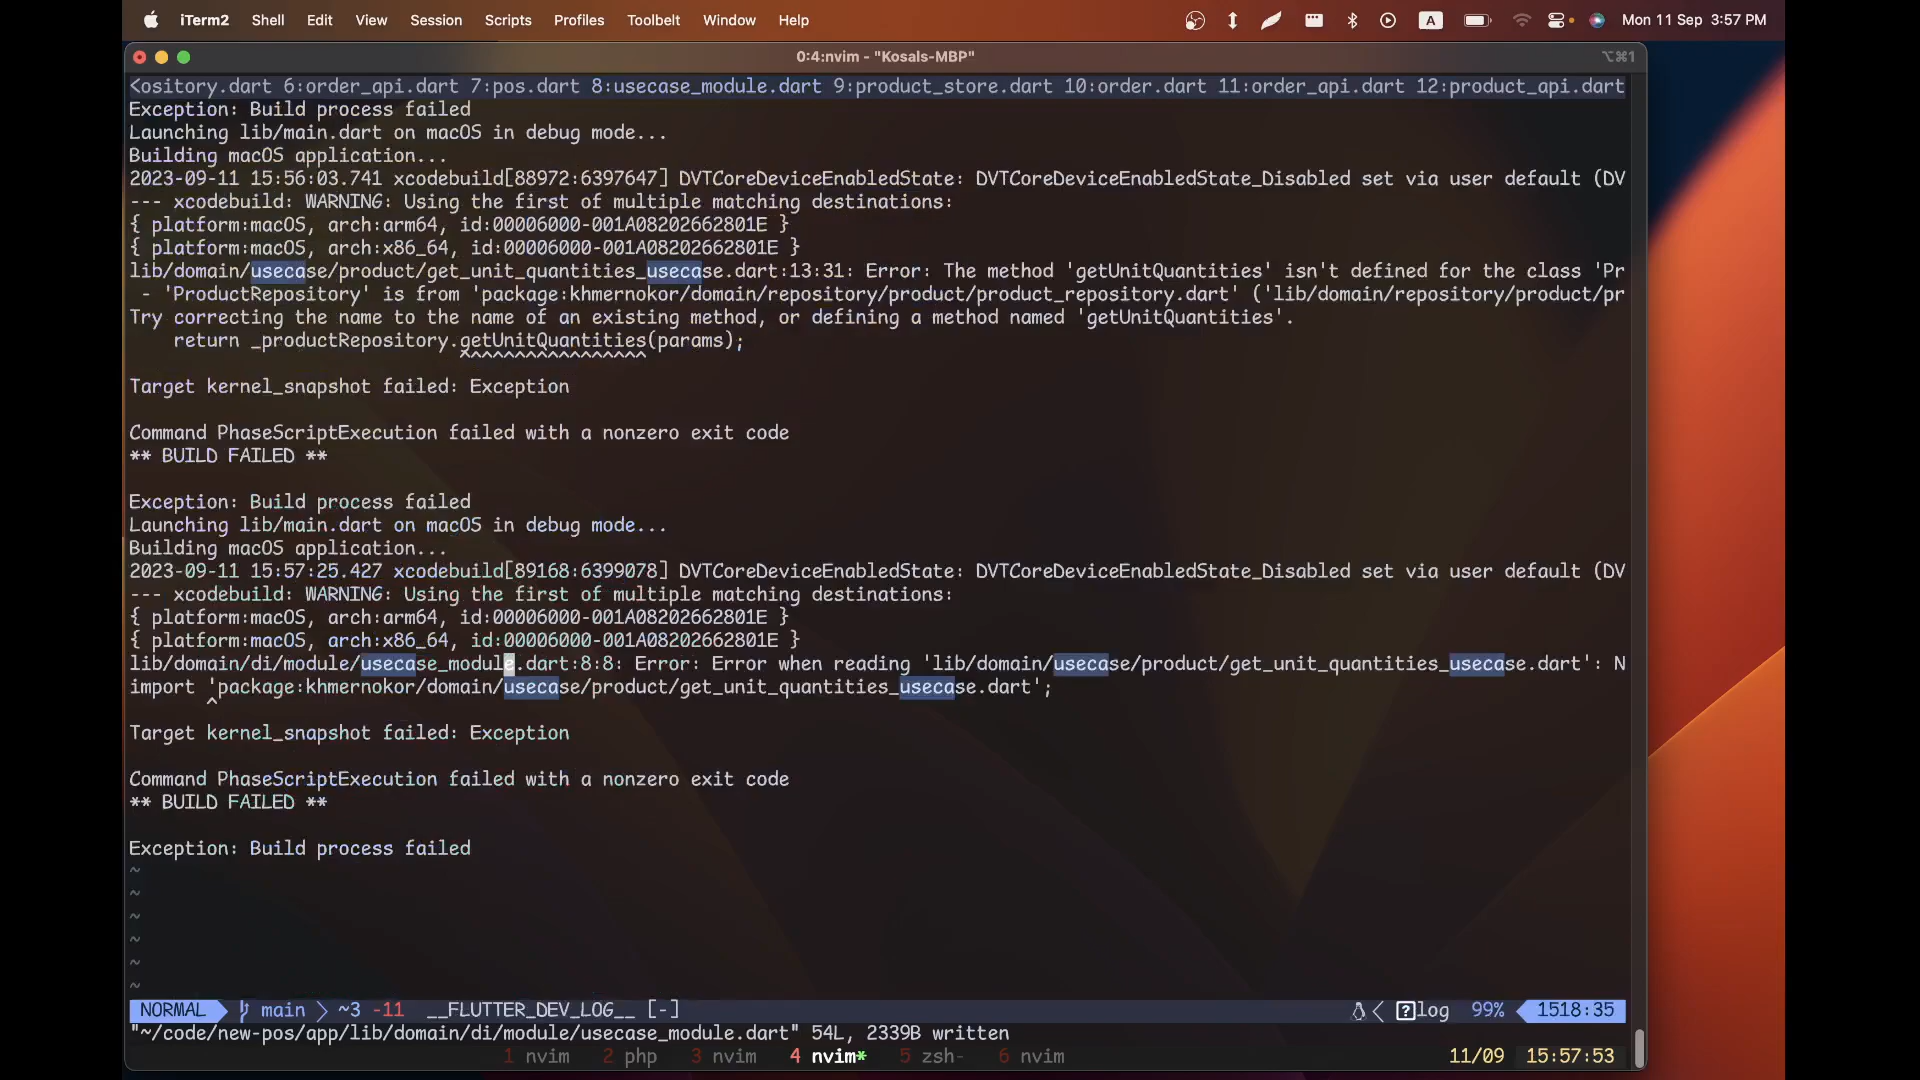 iTerm2 Shell Edit View Session Scripts Profiles Toolbelt Window Help A Mon 11 Sep 3:57 PM
0:4:nvim - "Kosals-MBP" ⌥⌘1
<ository.dart 6:order_api.dart 7:pos.dart 8:usecase_module.dart 9:product_store.dart 10:order.dart 11:order_api.dart 12:product_api.dart
Exception: Build process failed
Launching lib/main.dart on macOS in debug mode...
Building macOS application...
2023-09-11 15:56:03.741 xcodebuild[88972:6397647] DVTCoreDeviceEnabledState: DVTCoreDeviceEnabledState_Disabled set via user default (DV
--- xcodebuild: WARNING: Using the first of multiple matching destinations:
{ platform:macOS, arch:arm64, id:00006000-001A08202662801E }
{ platform:macOS, arch:x86_64, id:00006000-001A08202662801E }
lib/domain/usecase/product/get_unit_quantities_usecase.dart:13:31: Error: The method 'getUnitQuantities' isn't defined for the class 'Pr
- 'ProductRepository' is from 'package:khmernokor/domain/repository/product/product_repository.dart' ('lib/domain/repository/product/pr
Try correcting the name to the name of an existing method, or defining a method named 'getUnitQuantities'.
return _productRepository.getUnitQuantities(params);
^^^^^^^^^^^^^^^^^
Target kernel_snapshot failed: Exception
Command PhaseScriptExecution failed with a nonzero exit code
** BUILD FAILED **
Exception: Build process failed
Launching lib/main.dart on macOS in debug mode...
Building macOS application...
2023-09-11 15:57:25.427 xcodebuild[89168:6399078] DVTCoreDeviceEnabledState: DVTCoreDeviceEnabledState_Disabled set via user default (DV
--- xcodebuild: WARNING: Using the first of multiple matching destinations:
{ platform:macOS, arch:arm64, id:00006000-001A08202662801E }
{ platform:macOS, arch:x86_64, id:00006000-001A08202662801E }
lib/domain/di/module/usecase_module.dart:8:8: Error: Error when reading 'lib/domain/usecase/product/get_unit_quantities_usecase.dart': N
import 'package:khmernokor/domain/usecase/product/get_unit_quantities_usecase.dart';
^
Target kernel_snapshot failed: Exception
Command PhaseScriptExecution failed with a nonzero exit code
** BUILD FAILED **
Exception: Build process failed
~
~
~
~
~
~
NORMAL main ~3 -11 __FLUTTER_DEV_LOG__ [-] ?log 99% 1518:35
"~/code/new-pos/app/lib/domain/di/module/usecase_module.dart" 54L, 2339B written
1 nvim 2 php 3 nvim 4 nvim* 5 zsh- 6 nvim 11/09 15:57:53